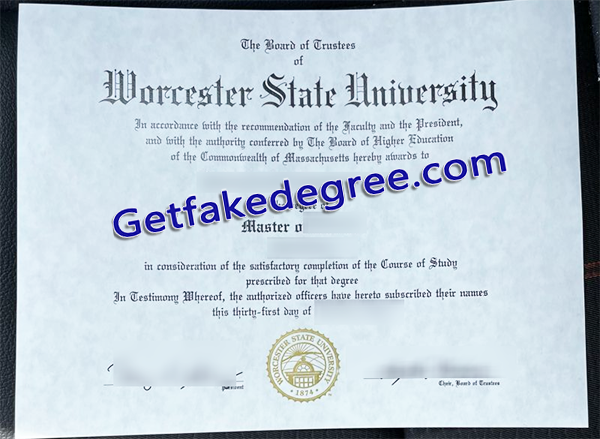 The Board of Trustees
of
Worcester State University
In accordance with the recommendation of the Faculty and the President,
and with the authority conferred by The Board of Higher Education
of the Commonwealth of Massachusetts hereby awards to
Getfakedegree.com
Master o
in consideration of the satisfactory completion of the Course of Study
prescribed for that degree
In Testimony Whereof, the authorized officers have hereto subscribed their names
this thirty-first day of
WORCESTER STATE UNIVERSITY
• 1874 •
President
Chair, Board of Trustees